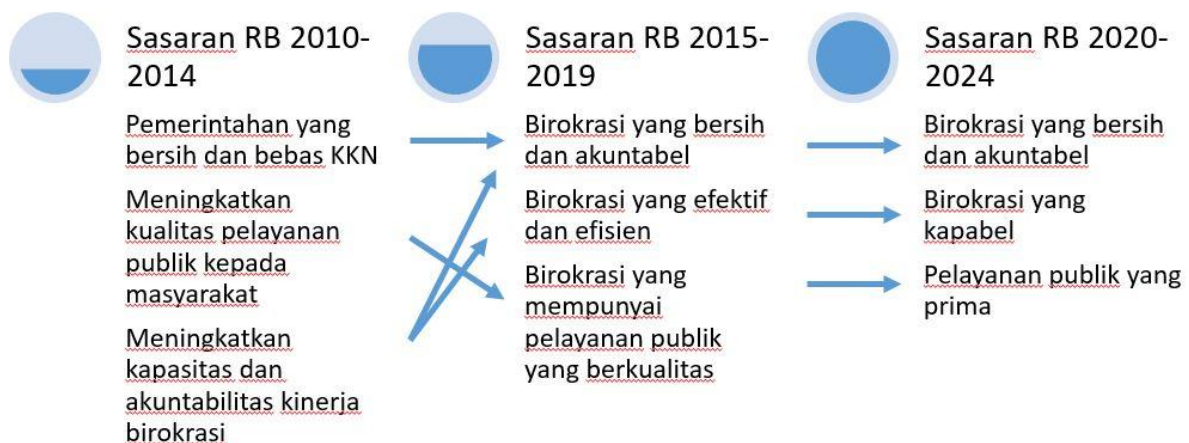 Sasaran RB 2010-
2014
Pemerintahan yang
bersih dan bebas KKN
Meningkatkan
kualitas pelayanan
publik kepada
masyarakat
Meningkatkan
kapasitas dan
akuntabilitas kinerja
birokrasi
Sasaran RB 2015-
2019
Birokrasi yang bersih
dan akuntabel
Birokrasi yang efektif
dan efisien
Birokrasi yang
mempunyai
pelayanan publik
yang berkualitas
Sasaran RB 2020-
2024
Birokrasi yang bersih
dan akuntabel
Birokrasi yang
kapabel
Pelayanan publik yang
prima